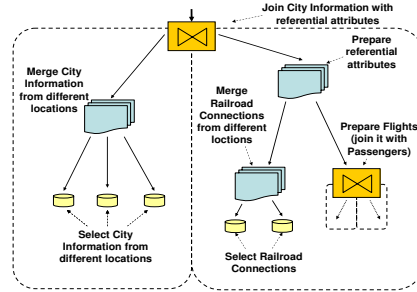 Join City Information with
referential attributes
Prepare
referential
attributes
Merge City
Information
from different
locations
Merge
Railroad
Connections
from different
loctions
Prepare Flights
(join it with
Passengers)
Select City
Information from
different locations
Select Railroad
Connections